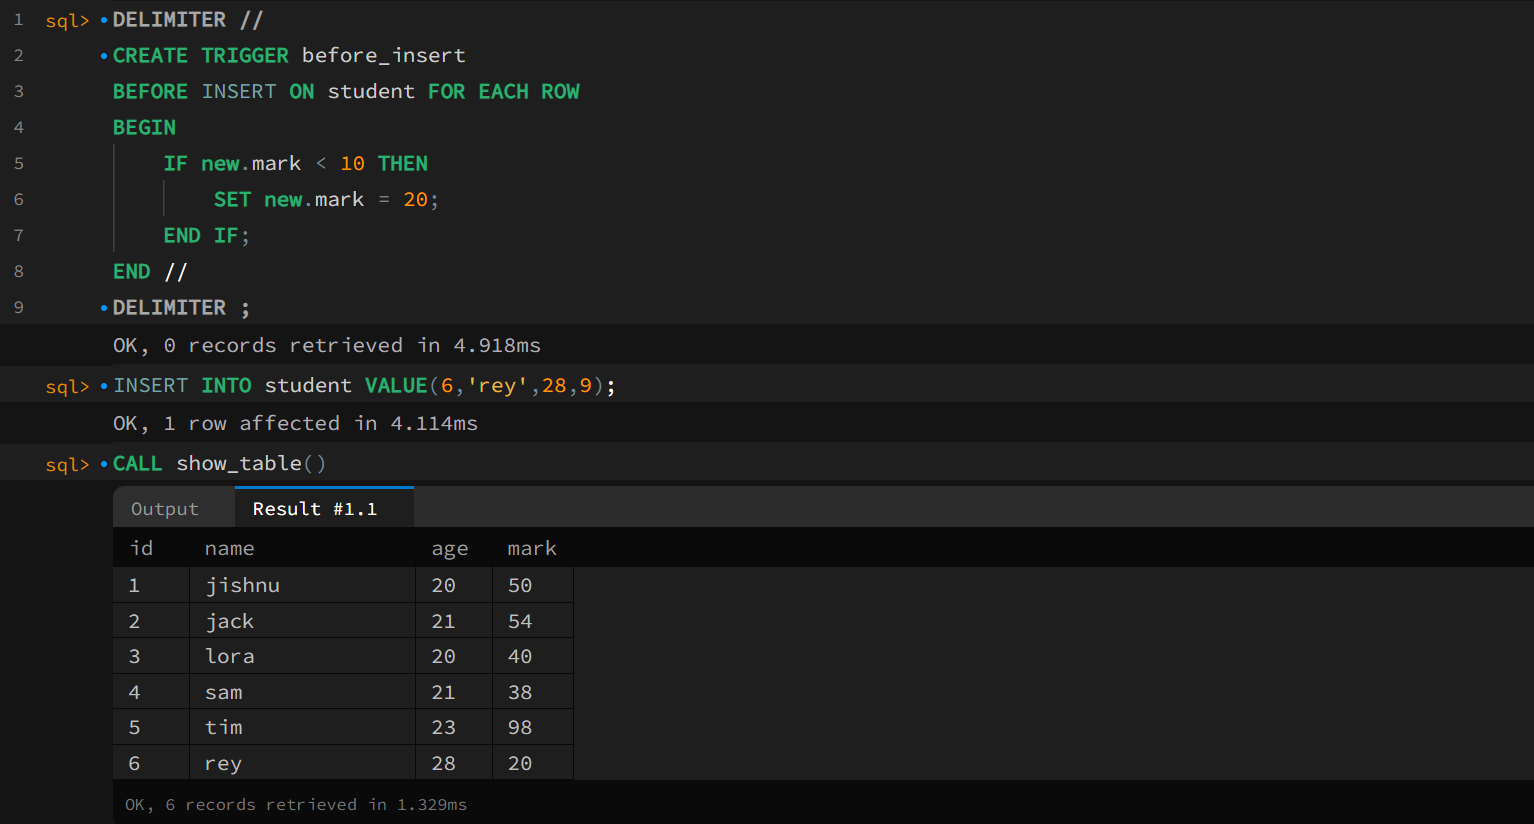 1 sql> DELIMITER //
2 CREATE TRIGGER before_insert
3 BEFORE INSERT ON student FOR EACH ROW
4 BEGIN
5 IF new.mark < 10 THEN
6 SET new.mark = 20;
7 END IF;
8 END //
9 DELIMITER ;
OK, 0 records retrieved in 4.918ms
sql> INSERT INTO student VALUE(6,'rey',28,9);
OK, 1 row affected in 4.114ms
sql> CALL show_table()
Output Result #1.1
id name age mark
1 jishnu 20 50
2 jack 21 54
3 lora 20 40
4 sam 21 38
5 tim 23 98
6 rey 28 20
OK, 6 records retrieved in 1.329ms